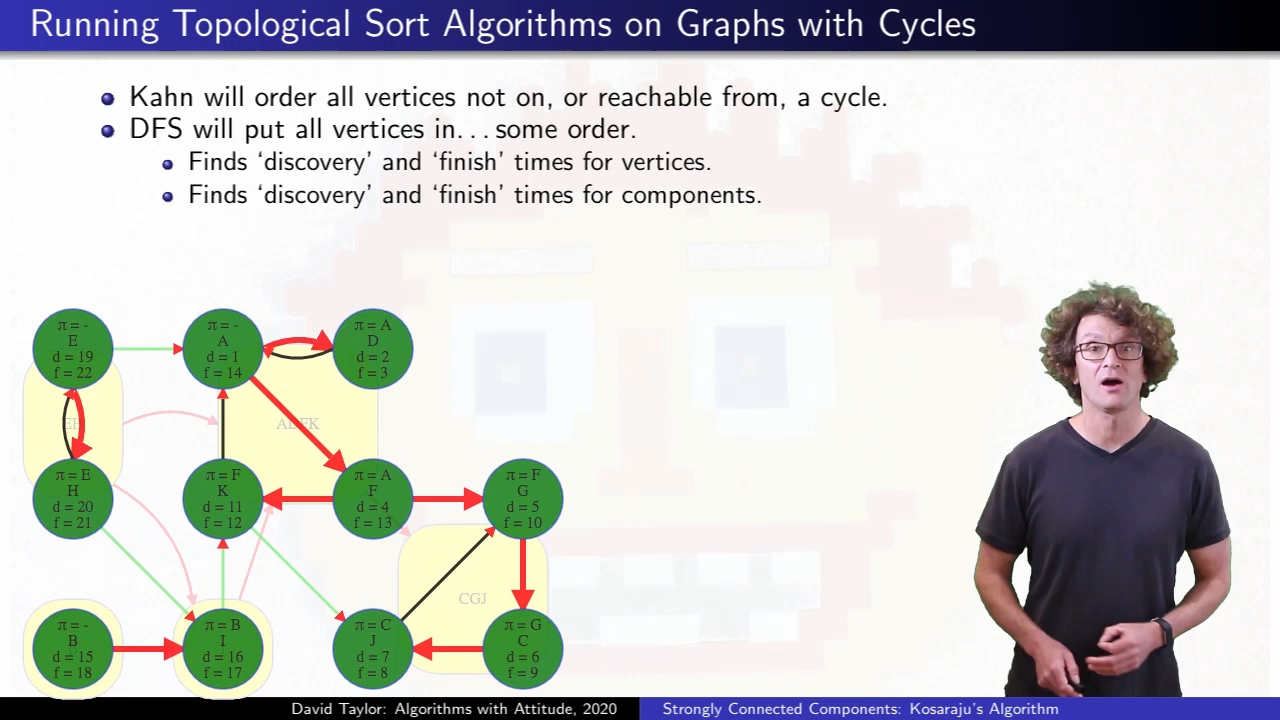 Running Topological Sort Algorithms on Graphs with Cycles
Kahn will order all vertices not on, or reachable from, a cycle.
DFS will put all vertices in. . . some order.
Finds ‘discovery’ and ‘finish’ times for vertices.
Finds ‘discovery’ and ‘finish’ times for components.
π = -
E
d = 19
f = 22
π = -
A
d = 1
f = 14
π = A
D
d = 2
f = 3
π = E
H
d = 20
f = 21
π = F
K
d = 11
f = 12
π = A
F
d = 4
f = 13
π = F
G
d = 5
f = 10
CGJ
π = -
B
d = 15
f = 18
π = B
I
d = 16
f = 17
π = C
J
d = 7
f = 8
π = G
C
d = 6
f = 9
David Taylor: Algorithms with Attitude, 2020
Strongly Connected Components: Kosaraju's Algorithm